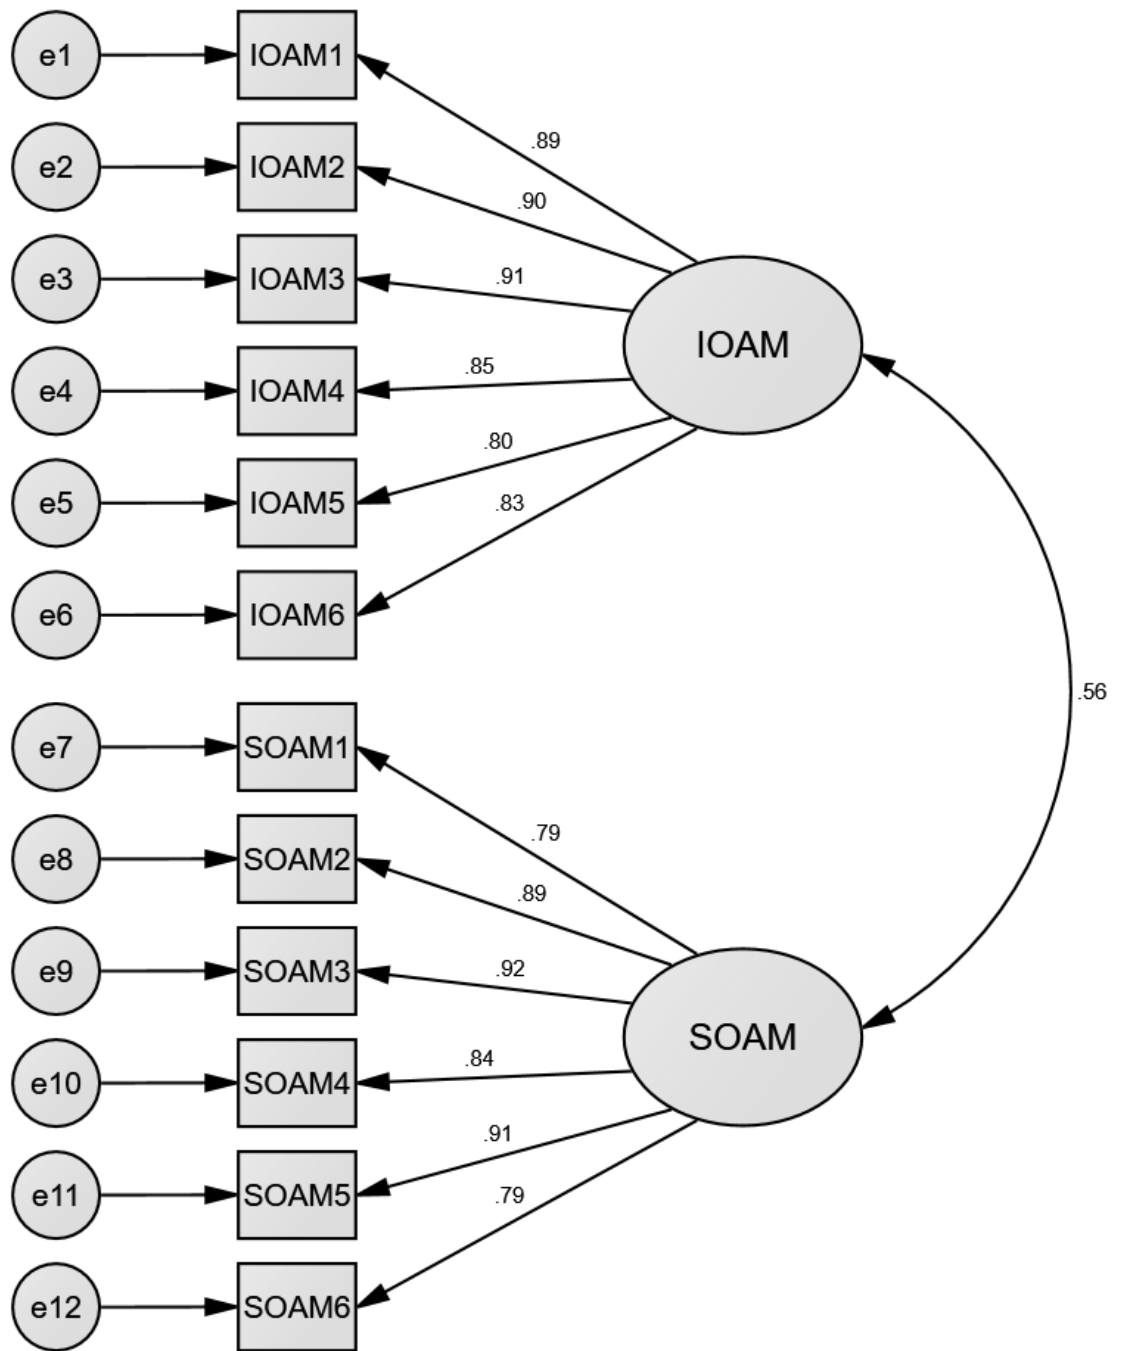 e1
IOAM1
.89
e2
IOAM2
.90
e3
IOAM3
.91
IOAM
e4
IOAM4
.85
e5
IOAM5
.80
e6
IOAM6
.83
.56
e7
SOAM1
.79
e8
SOAM2
.89
e9
SOAM3
.92
SOAM
e10
SOAM4
.84
e11
SOAM5
.91
e12
SOAM6
.79